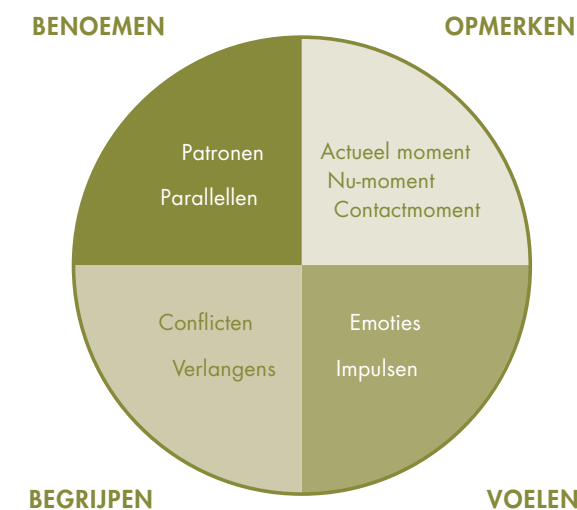 BENOEMEN
OPMERKEN
Patronen
Parallellen
Actueel moment
Nu-moment
Contactmoment
Conflicten
Verlangens
Emoties
Impulsen
BEGRIJPEN
VOELEN